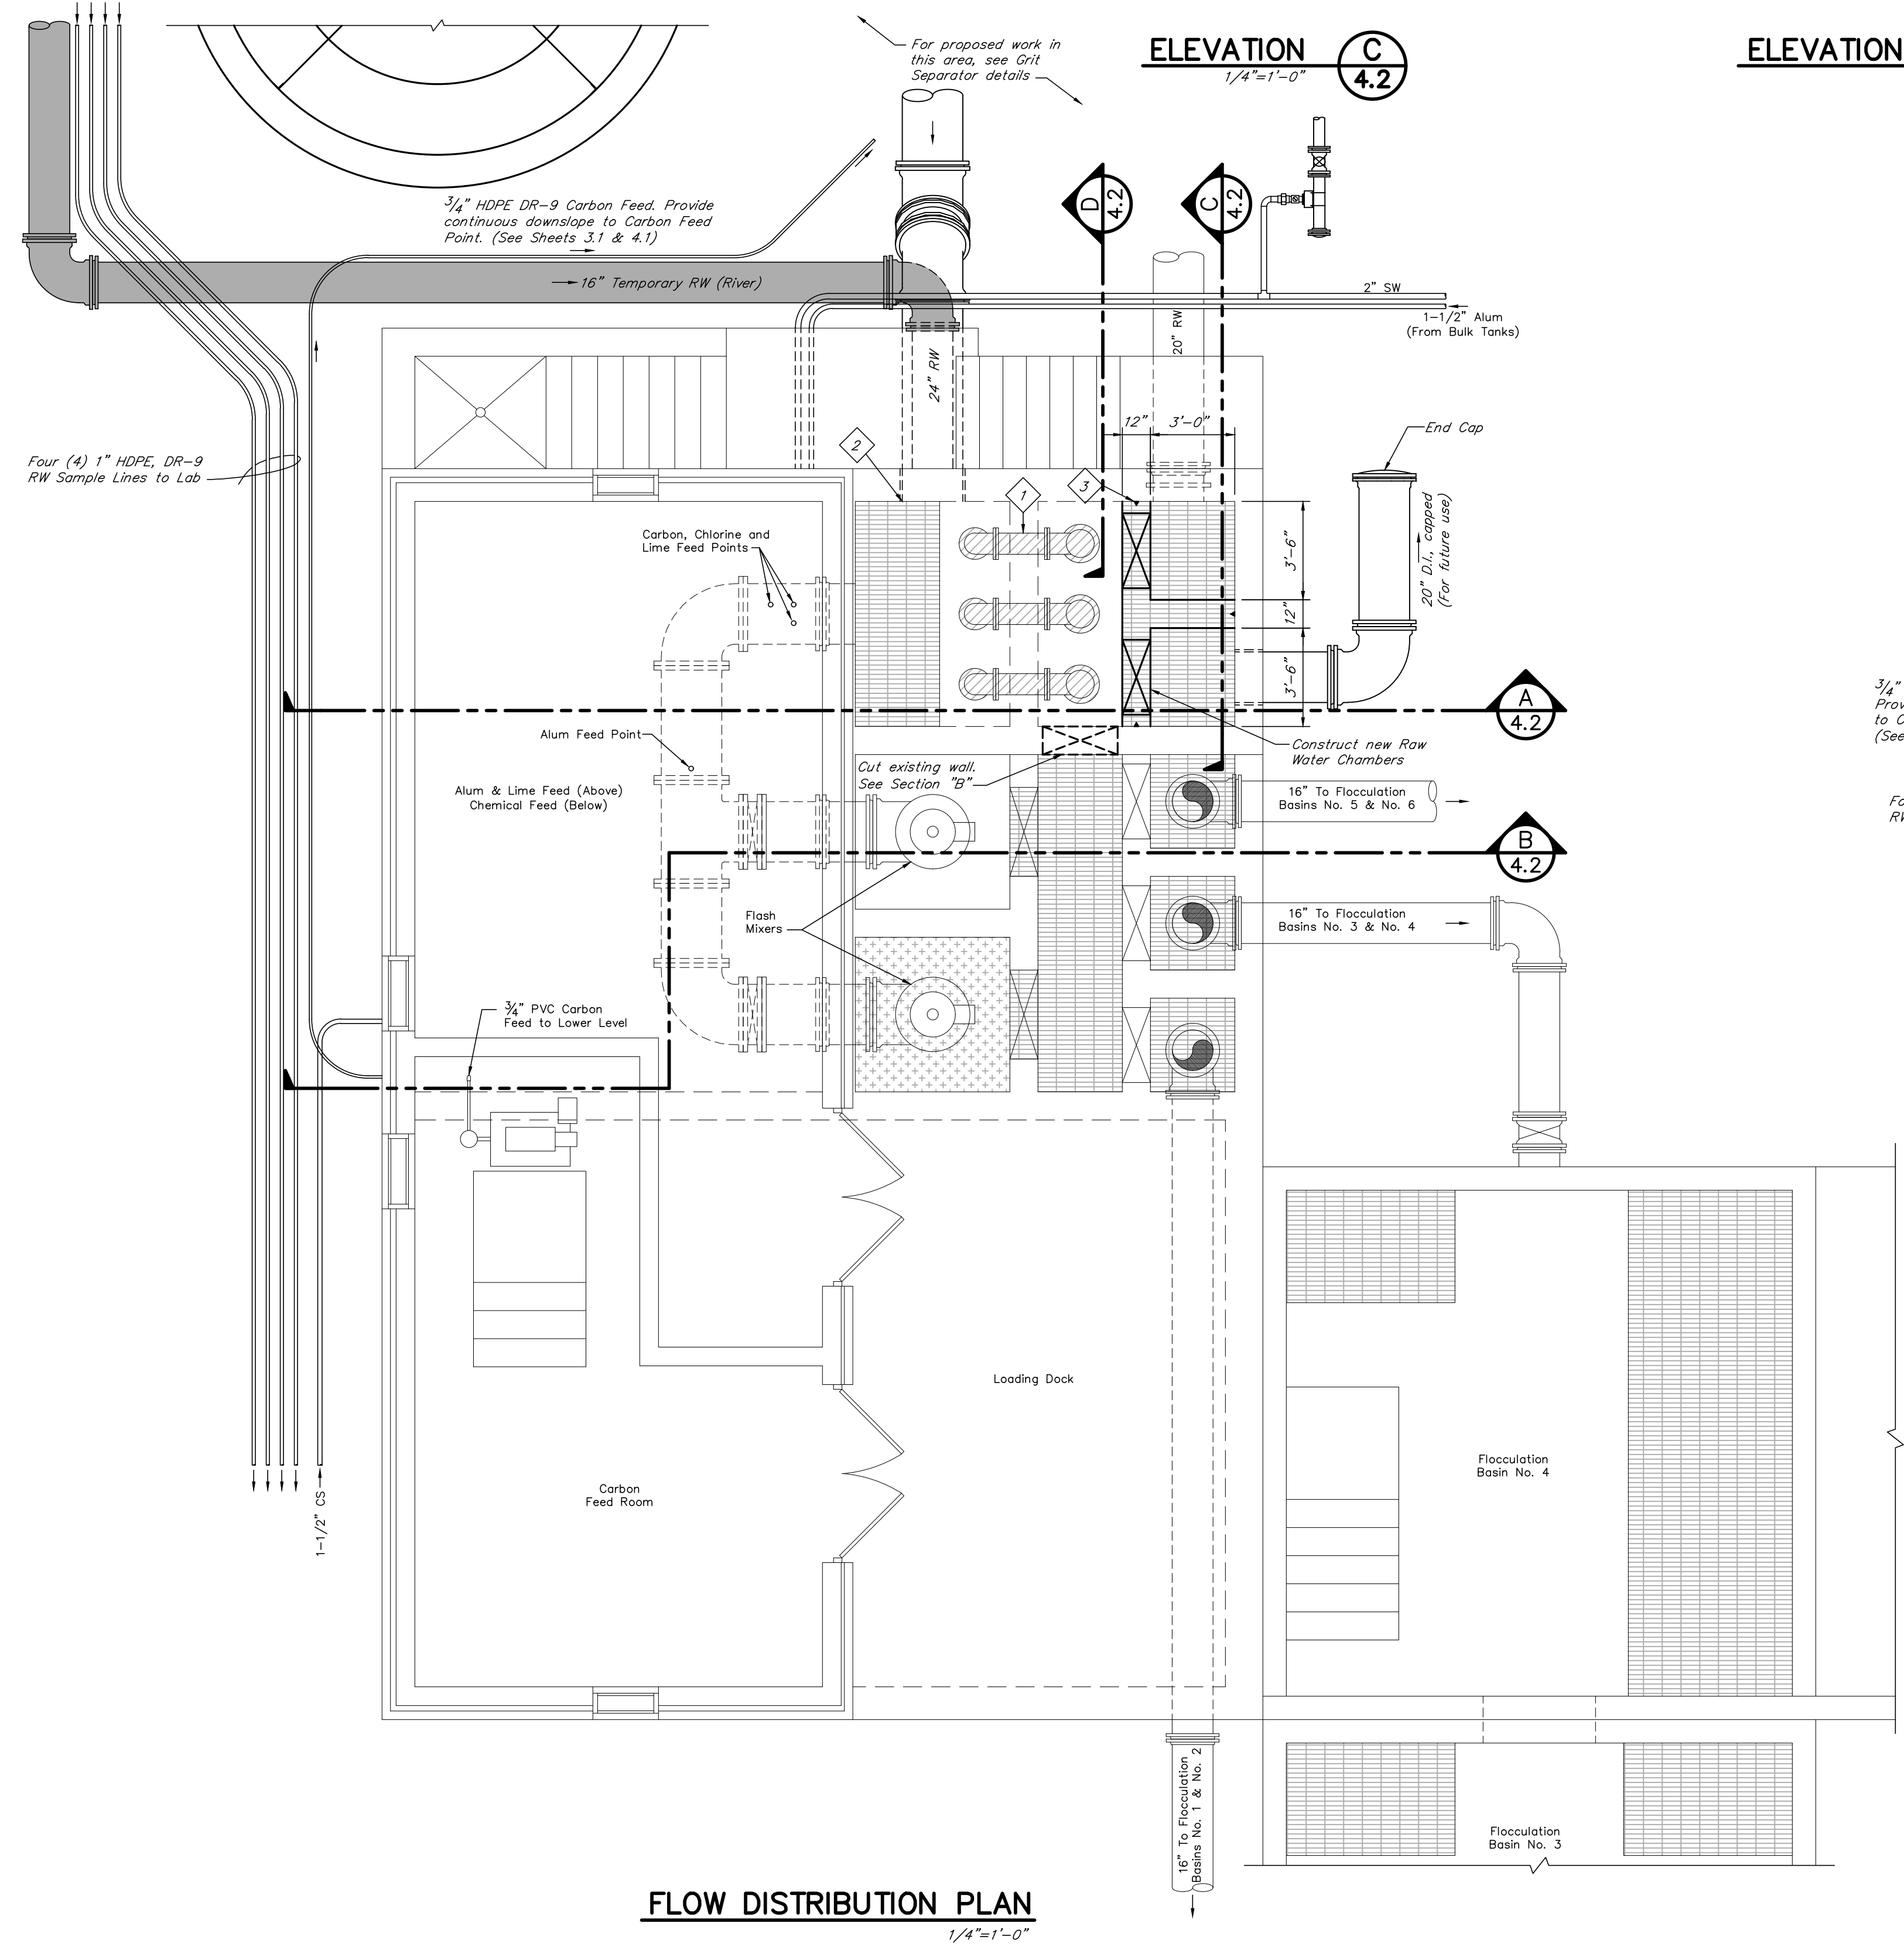 For proposed work in
this area, see Grit
Separator details
ELEVATION
1/4"=1'-0"
C
4.2
ELEVATION
3/4" HDPE DR-9 Carbon Feed. Provide
continuous downslope to Carbon Feed
Point. (See Sheets 3.1 & 4.1)
D
4.2
C
4.2
16" Temporary RW (River)
2" SW
1-1/2" Alum
(From Bulk Tanks)
20" RW
24" RW
12"
3'-0"
End Cap
Four (4) 1" HDPE, DR-9
RW Sample Lines to Lab
2
1
3
20" D.I., capped
(For future use)
Carbon, Chlorine and
Lime Feed Points
3'-6"
12"
3'-6"
A
4.2
3/4"
Prov
to C
(See
Alum Feed Point
Construct new Raw
Water Chambers
Cut existing wall.
See Section "B"
Alum & Lime Feed (Above)
Chemical Feed (Below)
16" To Flocculation
Basins No. 5 & No. 6
Fo
RW
B
4.2
Flash
Mixers
16" To Flocculation
Basins No. 3 & No. 4
3/4" PVC Carbon
Feed to Lower Level
Loading Dock
Flocculation
Basin No. 4
Carbon
Feed Room
1-1/2" CS
16" To Flocculation
Basins No. 1 & No. 2
Flocculation
Basin No. 3
FLOW DISTRIBUTION PLAN
1/4"=1'-0"